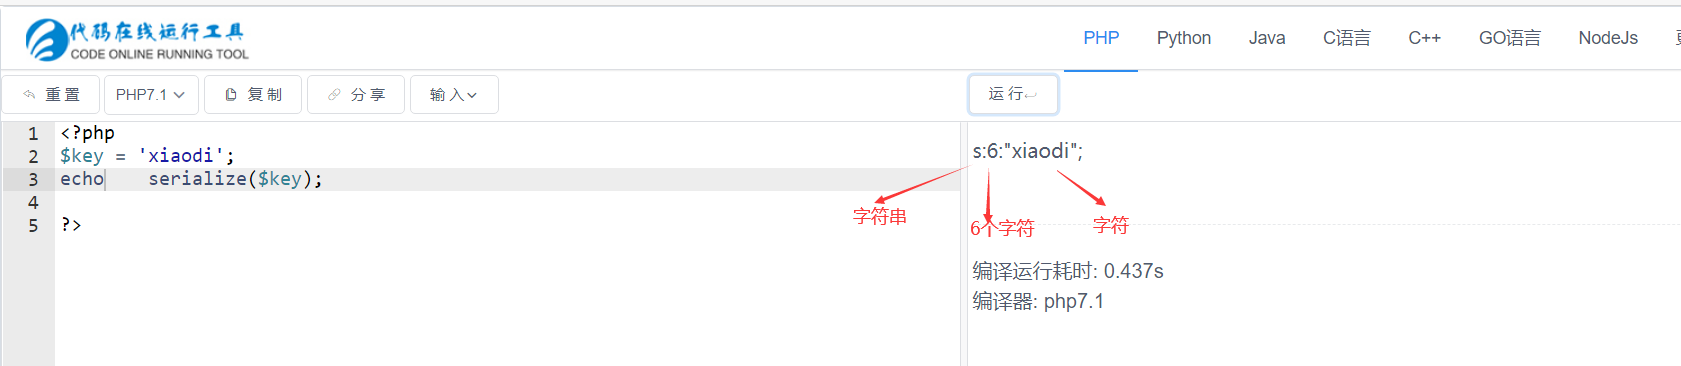 代码在线运行工具
CODE ONLINE RUNNING TOOL
PHP Python Java C语言 C++ GO语言 NodeJs
重置 PHP7.1 复制 分享 输入 运行
1 <?php
2 $key = 'xiaodi';
3 echo    serialize($key);
4
5 ?>
s:6:"xiaodi";
字符串 6个字符 字符
编译运行耗时: 0.437s
编译器: php7.1